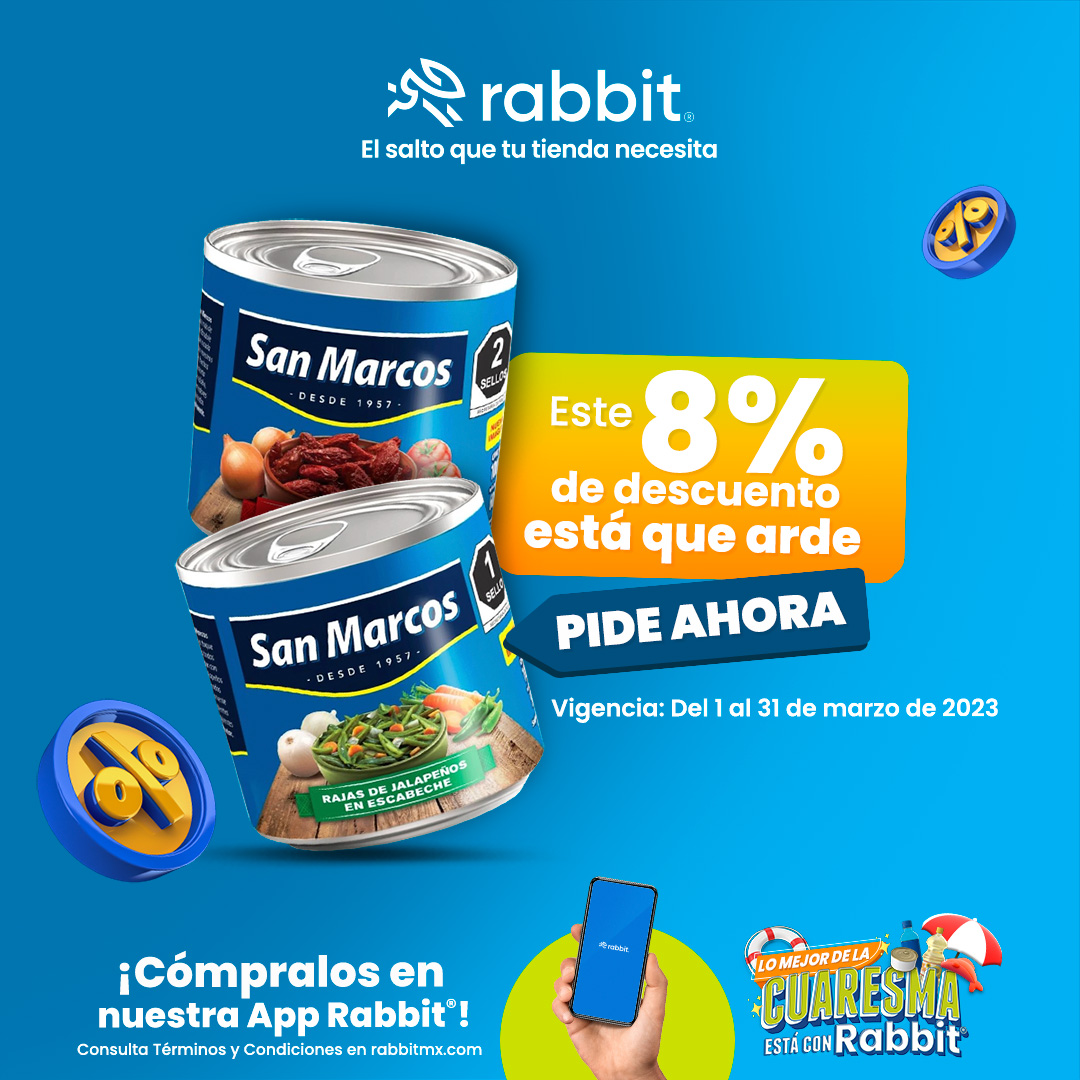 rabbit®
El salto que tu tienda necesita
San Marcos
- DESDE 1957 -
2
SELLOS
Este 8%
de descuento
está que arde
PIDE AHORA
Vigencia: Del 1 al 31 de marzo de 2023
San Marcos
- DESDE 1957 -
1
SELLO
RAJAS DE JALAPEÑOS
EN ESCABECHE
¡Cómpralos en
nuestra App Rabbit®!
Consulta Términos y Condiciones en rabbitmx.com
rabbit.
LO MEJOR DE LA
CUARESMA
ESTÁ CON Rabbit®